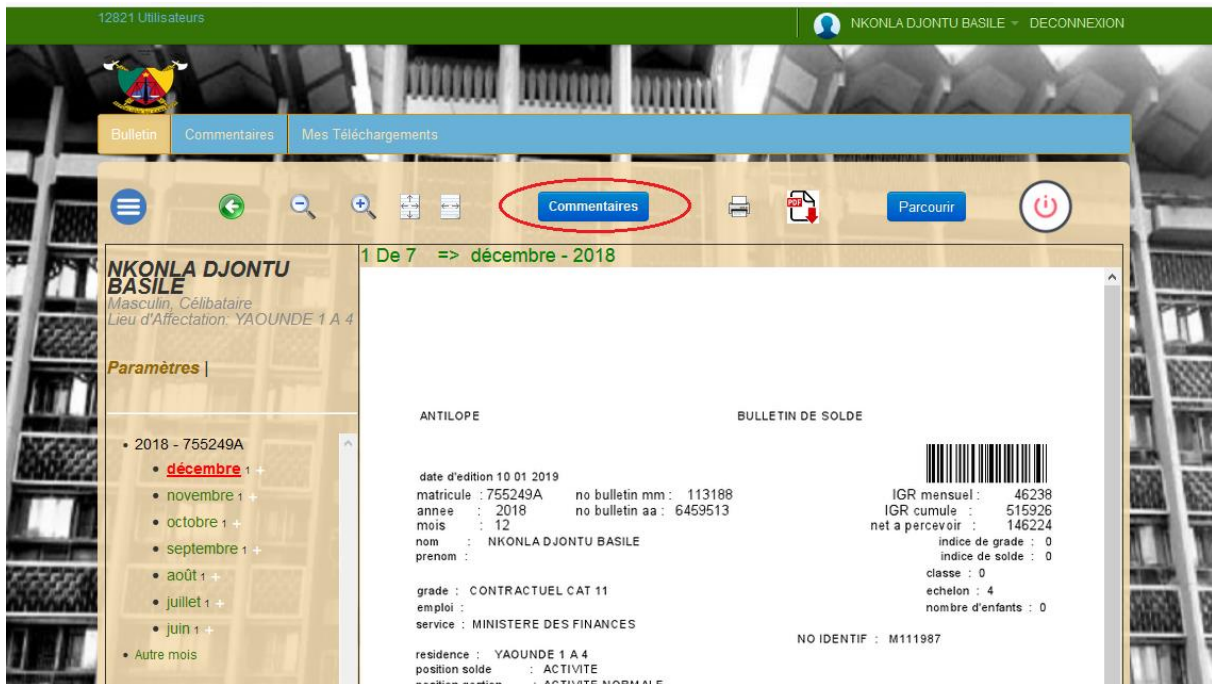 12821 Utilisateurs
NKONLA DJONTU BASILE DECONNEXION
Bulletin Commentaires Mes Téléchargements
Commentaires PDF Parcourir
NKONLA DJONTU
BASILE
Masculin, Célibataire
Lieu d'Affectation: YAOUNDE 1 A 4
Paramètres |
2018 - 755249A
décembre 1 +
novembre 1 +
octobre 1 +
septembre 1 +
août 1 +
juillet 1 +
juin 1 +
Autre mois
1 De 7 => décembre - 2018
ANTILOPE BULLETIN DE SOLDE
date d'edition 10 01 2019
matricule : 755249A no bulletin mm : 113188 IGR mensuel : 46238
annee : 2018 no bulletin aa : 6459513 IGR cumule : 515926
mois : 12 net a percevoir : 146224
nom : NKONLA DJONTU BASILE indice de grade : 0
prenom : indice de solde : 0
classe : 0
grade : CONTRACTUEL CAT 11 echelon : 4
emploi : nombre d'enfants : 0
service : MINISTERE DES FINANCES
NO IDENTIF : M111987
residence : YAOUNDE 1 A 4
position solde : ACTIVITE
position gestion : ACTIVITE NORMALE